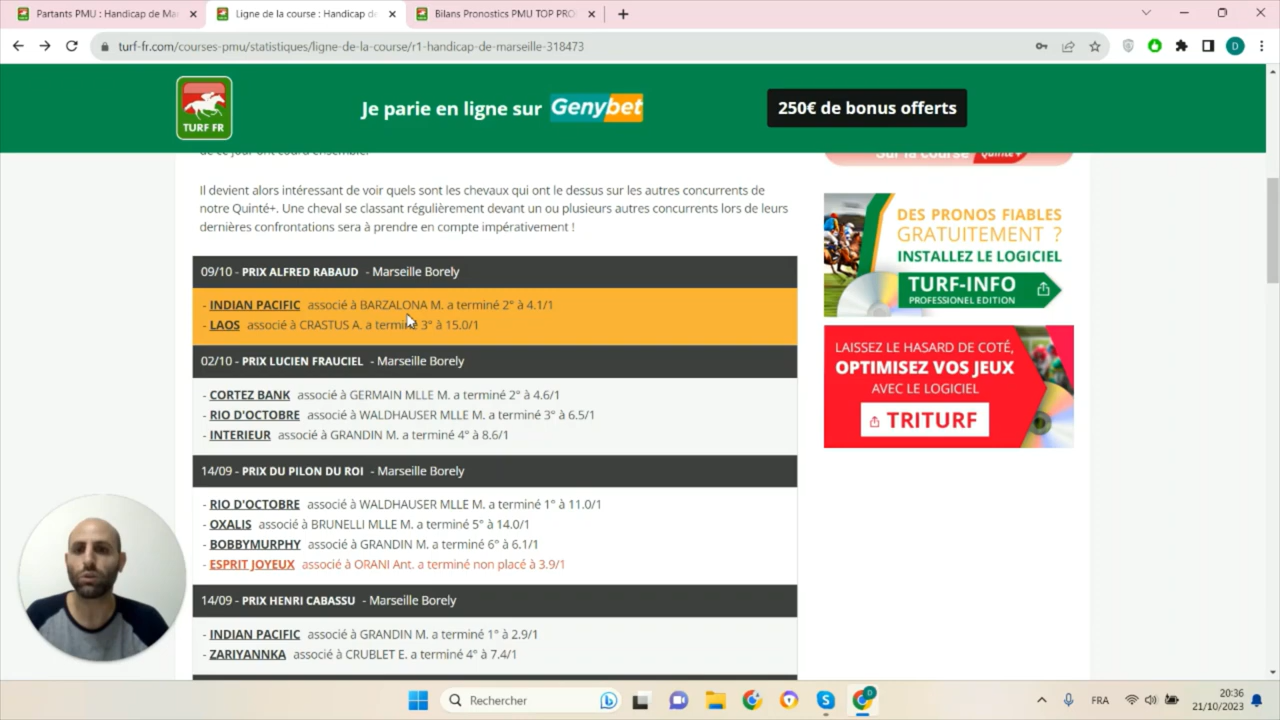 Partants PMU : Handicap de Mar
Ligne de la course : Handicap de
Bilans Pronostics PMU TOP PRO
turf-fr.com/courses-pmu/statistiques/ligne-de-la-course/r1-handicap-de-marseille-318473
D
TURF FR
Je parie en ligne sur Genybet
250€ de bonus offerts
de ce jour ont couru ensemble.
Il devient alors intéressant de voir quels sont les chevaux qui ont le dessus sur les autres concurrents de
notre Quinté+. Une cheval se classant régulièrement devant un ou plusieurs autres concurrents lors de leurs
dernières confrontations sera à prendre en compte impérativement !
09/10 - PRIX ALFRED RABAUD - Marseille Borely
- INDIAN PACIFIC associé à BARZALONA M. a terminé 2° à 4.1/1
- LAOS associé à CRASTUS A. a terminé 3° à 15.0/1
02/10 - PRIX LUCIEN FRAUCIEL - Marseille Borely
- CORTEZ BANK associé à GERMAIN MLLE M. a terminé 2° à 4.6/1
- RIO D'OCTOBRE associé à WALDHAUSER MLLE M. a terminé 3° à 6.5/1
- INTERIEUR associé à GRANDIN M. a terminé 4° à 8.6/1
14/09 - PRIX DU PILON DU ROI - Marseille Borely
- RIO D'OCTOBRE associé à WALDHAUSER MLLE M. a terminé 1° à 11.0/1
- OXALIS associé à BRUNELLI MLLE M. a terminé 5° à 14.0/1
- BOBBYMURPHY associé à GRANDIN M. a terminé 6° à 6.1/1
- ESPRIT JOYEUX associé à ORANI Ant. a terminé non placé à 3.9/1
14/09 - PRIX HENRI CABASSU - Marseille Borely
- INDIAN PACIFIC associé à GRANDIN M. a terminé 1° à 2.9/1
- ZARIYANNKA associé à CRUBLET E. a terminé 4° à 7.4/1
Sur la course Quinté+
DES PRONOS FIABLES
GRATUITEMENT ?
INSTALLEZ LE LOGICIEL
TURF-INFO
PROFESSIONEL EDITION
LAISSEZ LE HASARD DE COTÉ,
OPTIMISEZ VOS JEUX
AVEC LE LOGICIEL
TRITURF
Rechercher
FRA
20:36
21/10/2023